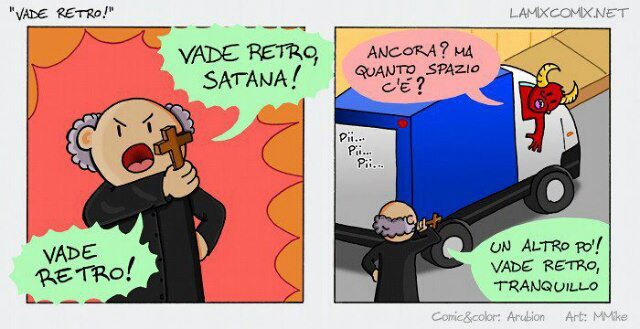 "VADE RETRO!"
LAMIXCOMIX.NET
VADE RETRO,
SATANA!
VADE
RETRO!
ANCORA? MA
QUANTO SPAZIO
C'È?
Pii...
Pii...
Pii...
UN ALTRO PO'!
VADE RETRO,
TRANQUILLO
Comic&color: Arubion Art: MMike